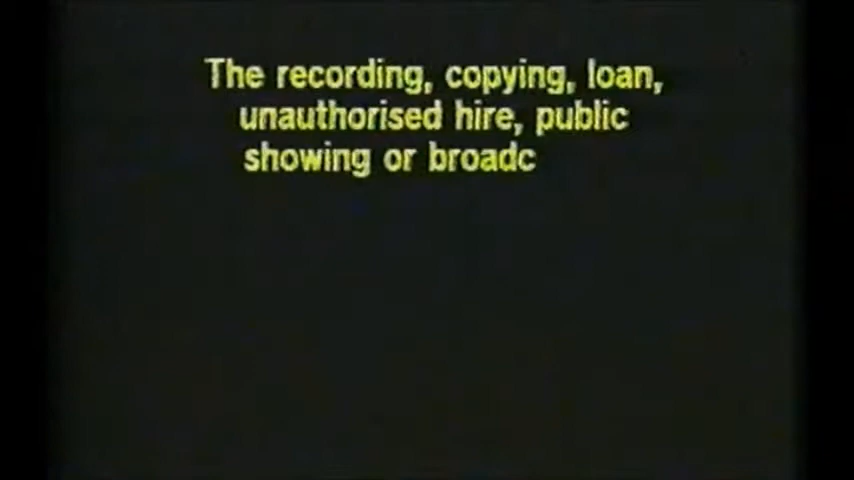 The recording, copying, loan,
unauthorised hire, public
showing or broadc